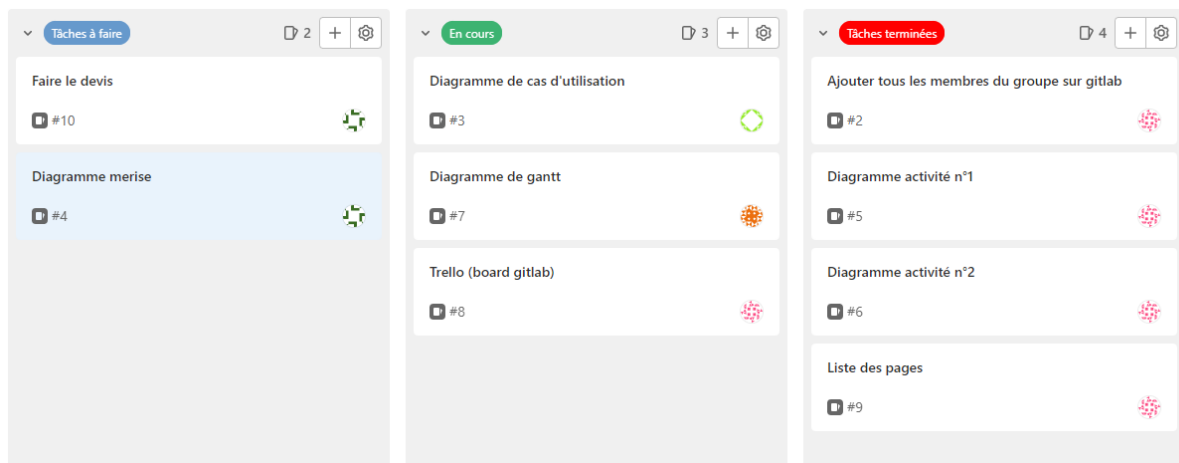 Tâches à faire
2
Faire le devis
#10
Diagramme merise
#4
En cours
3
Diagramme de cas d'utilisation
#3
Diagramme de gantt
#7
Trello (board gitlab)
#8
Tâches terminées
4
Ajouter tous les membres du groupe sur gitlab
#2
Diagramme activité n°1
#5
Diagramme activité n°2
#6
Liste des pages
#9